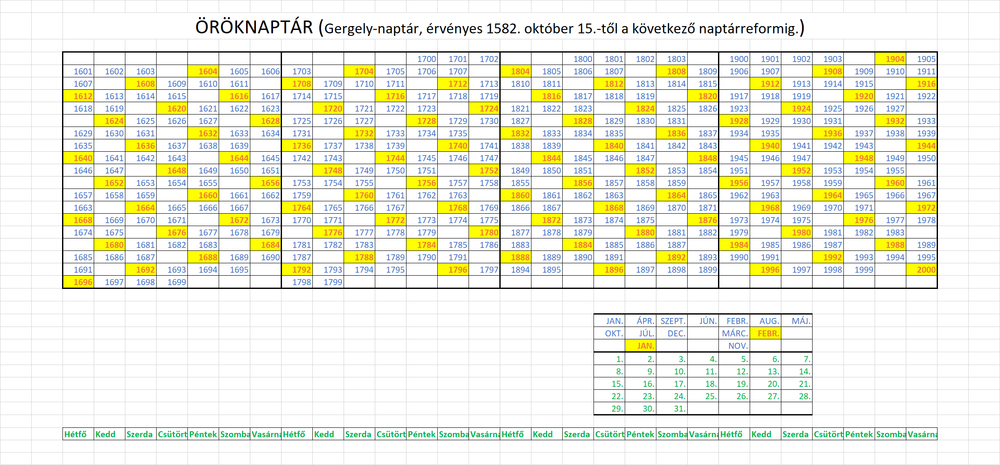 ÖRÖKNAPTÁR (Gergely-naptár, érvényes 1582. október 15.-től a következő naptárreformig.)
1700 1701 1702 1800 1801 1802 1803 1900 1901 1902 1903 1904 1905
1601 1602 1603 1604 1605 1606 1703 1704 1705 1706 1707 1804 1805 1806 1807 1808 1809 1906 1907 1908 1909 1910 1911
1607 1608 1609 1610 1611 1708 1709 1710 1711 1712 1713 1810 1811 1812 1813 1814 1815 1912 1913 1914 1915 1916
1612 1613 1614 1615 1616 1617 1714 1715 1716 1717 1718 1719 1816 1817 1818 1819 1820 1917 1918 1919 1920 1921 1922
1618 1619 1620 1621 1622 1623 1720 1721 1722 1723 1724 1821 1822 1823 1824 1825 1826 1923 1924 1925 1926 1927
1624 1625 1626 1627 1628 1725 1726 1727 1728 1729 1730 1827 1828 1829 1830 1831 1928 1929 1930 1931 1932 1933
1629 1630 1631 1632 1633 1634 1731 1732 1733 1734 1735 1832 1833 1834 1835 1836 1837 1934 1935 1936 1937 1938 1939
1635 1636 1637 1638 1639 1736 1737 1738 1739 1740 1741 1838 1839 1840 1841 1842 1843 1940 1941 1942 1943 1944
1640 1641 1642 1643 1644 1645 1742 1743 1744 1745 1746 1747 1844 1845 1846 1847 1848 1945 1946 1947 1948 1949 1950
1646 1647 1648 1649 1650 1651 1748 1749 1750 1751 1752 1849 1850 1851 1852 1853 1854 1951 1952 1953 1954 1955
1652 1653 1654 1655 1656 1753 1754 1755 1756 1757 1758 1855 1856 1857 1858 1859 1956 1957 1958 1959 1960 1961
1657 1658 1659 1660 1661 1662 1759 1760 1761 1762 1763 1860 1861 1862 1863 1864 1865 1962 1963 1964 1965 1966 1967
1663 1664 1665 1666 1667 1764 1765 1766 1767 1768 1769 1866 1867 1868 1869 1870 1871 1968 1969 1970 1971 1972
1668 1669 1670 1671 1672 1673 1770 1771 1772 1773 1774 1775 1872 1873 1874 1875 1876 1973 1974 1975 1976 1977 1978
1674 1675 1676 1677 1678 1679 1776 1777 1778 1779 1780 1877 1878 1879 1880 1881 1882 1979 1980 1981 1982 1983
1680 1681 1682 1683 1684 1781 1782 1783 1784 1785 1786 1883 1884 1885 1886 1887 1984 1985 1986 1987 1988 1989
1685 1686 1687 1688 1689 1690 1787 1788 1789 1790 1791 1888 1889 1890 1891 1892 1893 1990 1991 1992 1993 1994 1995
1691 1692 1693 1694 1695 1792 1793 1794 1795 1796 1797 1894 1895 1896 1897 1898 1899 1996 1997 1998 1999 2000
1696 1697 1698 1699 1798 1799
JAN. ÁPR. SZEPT. JÚN. FEBR. AUG. MÁJ.
OKT. JÚL. DEC. MÁRC. FEBR.
JAN. NOV.
1. 2. 3. 4. 5. 6. 7.
8. 9. 10. 11. 12. 13. 14.
15. 16. 17. 18. 19. 20. 21.
22. 23. 24. 25. 26. 27. 28.
29. 30. 31.
Hétfő Kedd Szerda Csütört Péntek Szomba Vasárna Hétfő Kedd Szerda Csütört Péntek Szomba Vasárna Hétfő Kedd Szerda Csütört Péntek Szomba Vasárna Hétfő Kedd Szerda Csütört Péntek Szomba Vasárna